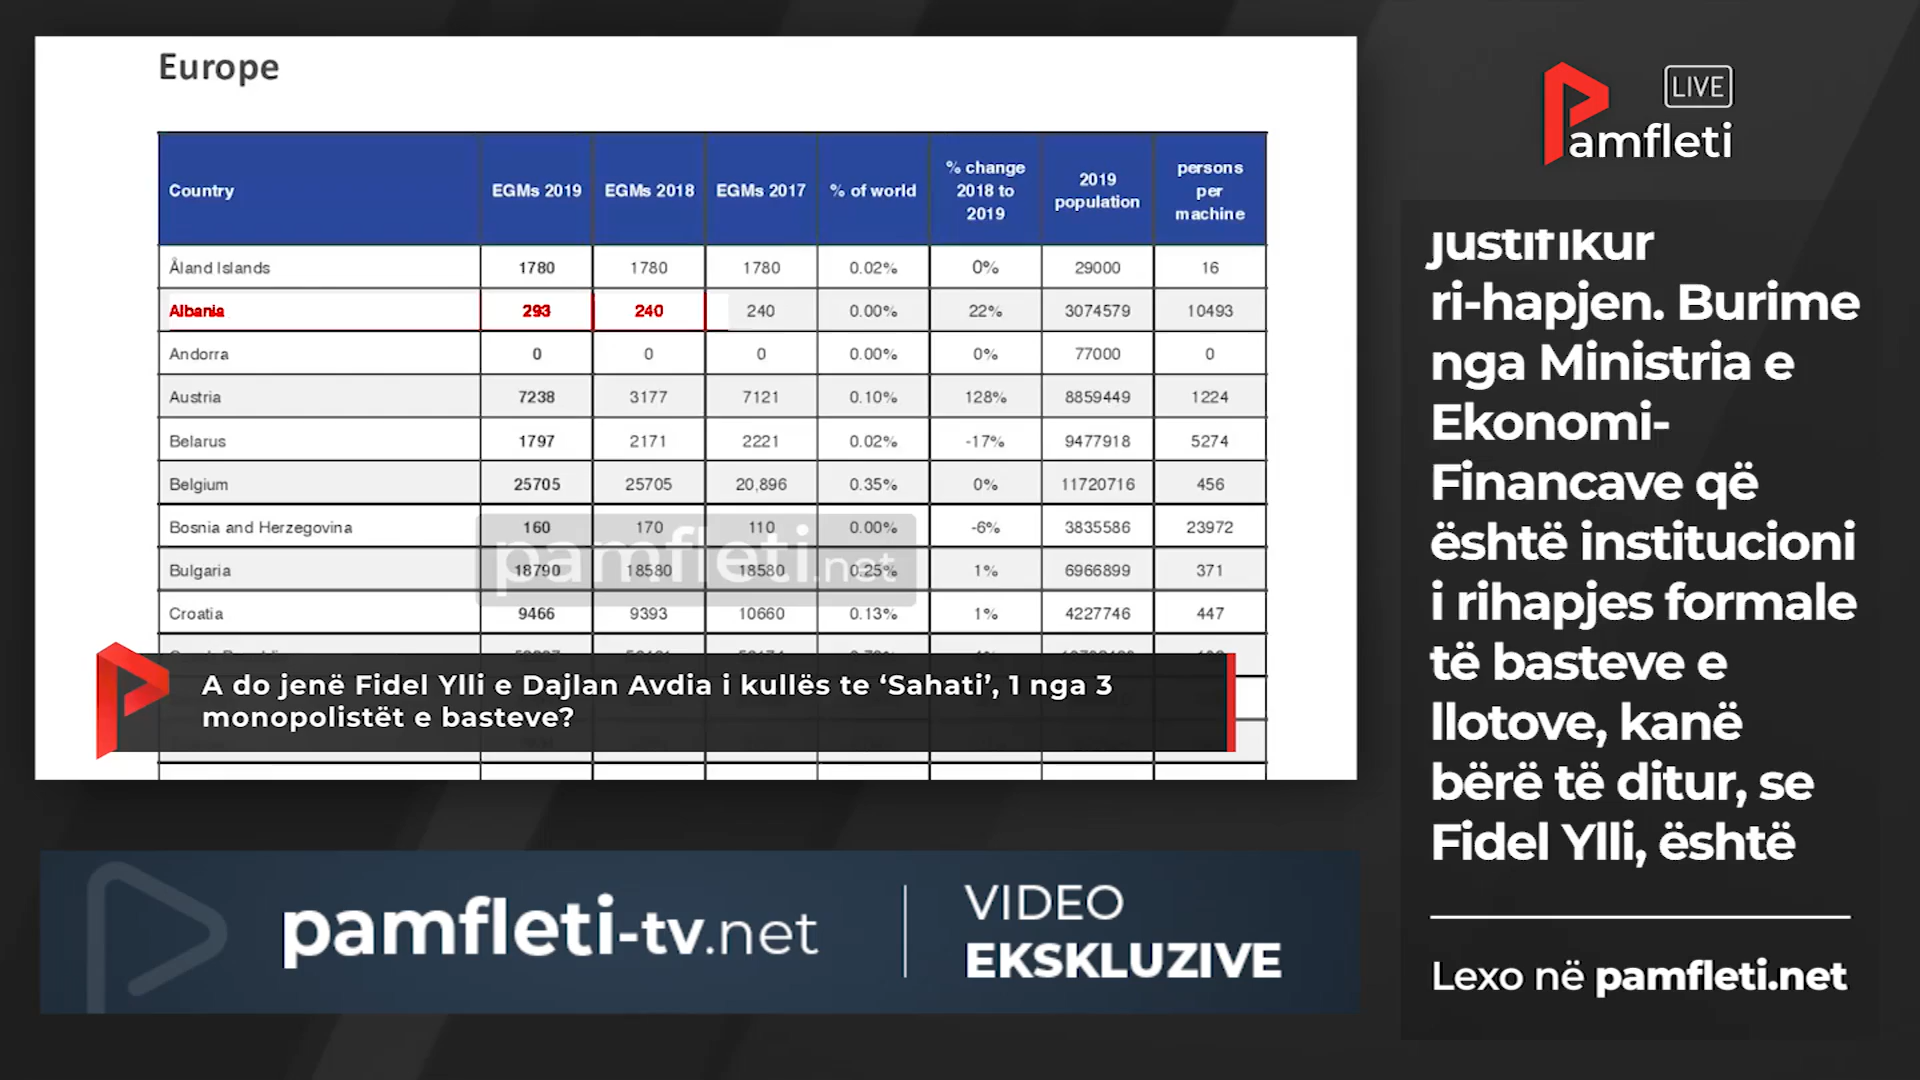 Europe
Country EGMs 2019 EGMs 2018 EGMs 2017 % of world % change 2018 to 2019 2019 population persons per machine
Åland Islands 1780 1780 1780 0.02% 0% 29000 16
Albania 293 240 240 0.00% 22% 3074579 10493
Andorra 0 0 0 0.00% 0% 77000 0
Austria 7238 3177 7121 0.10% 128% 8859449 1224
Belarus 1797 2171 2221 0.02% -17% 9477918 5274
Belgium 25705 25705 20,896 0.35% 0% 11720716 456
Bosnia and Herzegovina 160 170 110 0.00% -6% 3835586 23972
Bulgaria 18790 18580 18580 0.25% 1% 6966899 371
Croatia 9466 9393 10660 0.13% 1% 4227746 447
pamfleti.net
A do jenë Fidel Ylli e Dajlan Avdia i kullës te ‘Sahati’, 1 nga 3
monopolistët e basteve?
pamfleti-tv.net
VIDEO
EKSKLUZIVE
LIVE
Pamfleti
justifikur
ri-hapjen. Burime
nga Ministria e
Ekonomi-
Financave që
është institucioni
i rihapjes formale
të basteve e
llotove, kanë
bërë të ditur, se
Fidel Ylli, është
Lexo në pamfleti.net